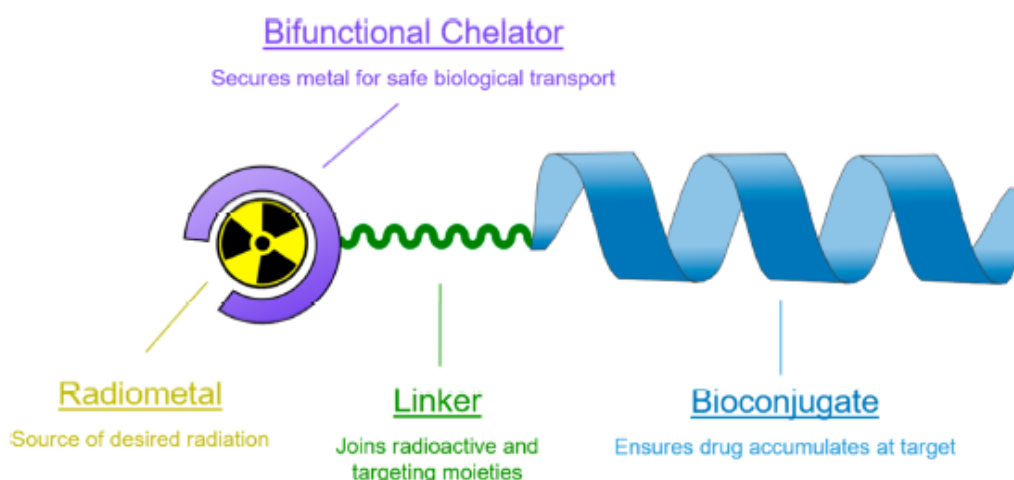 Bifunctional Chelator
Secures metal for safe biological transport
Radiometal
Source of desired radiation
Linker
Joins radioactive and
targeting moieties
Bioconjugate
Ensures drug accumulates at target